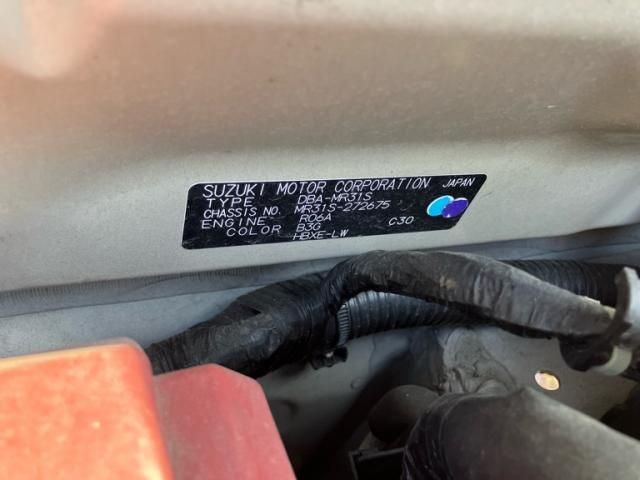 SUZUKI MOTOR CORPORATION JAPAN
TYPE DBA-MR31S
CHASSIS NO. MR31S-272675
ENGINE R06A
COLOR B3G C30
HBXE-LW